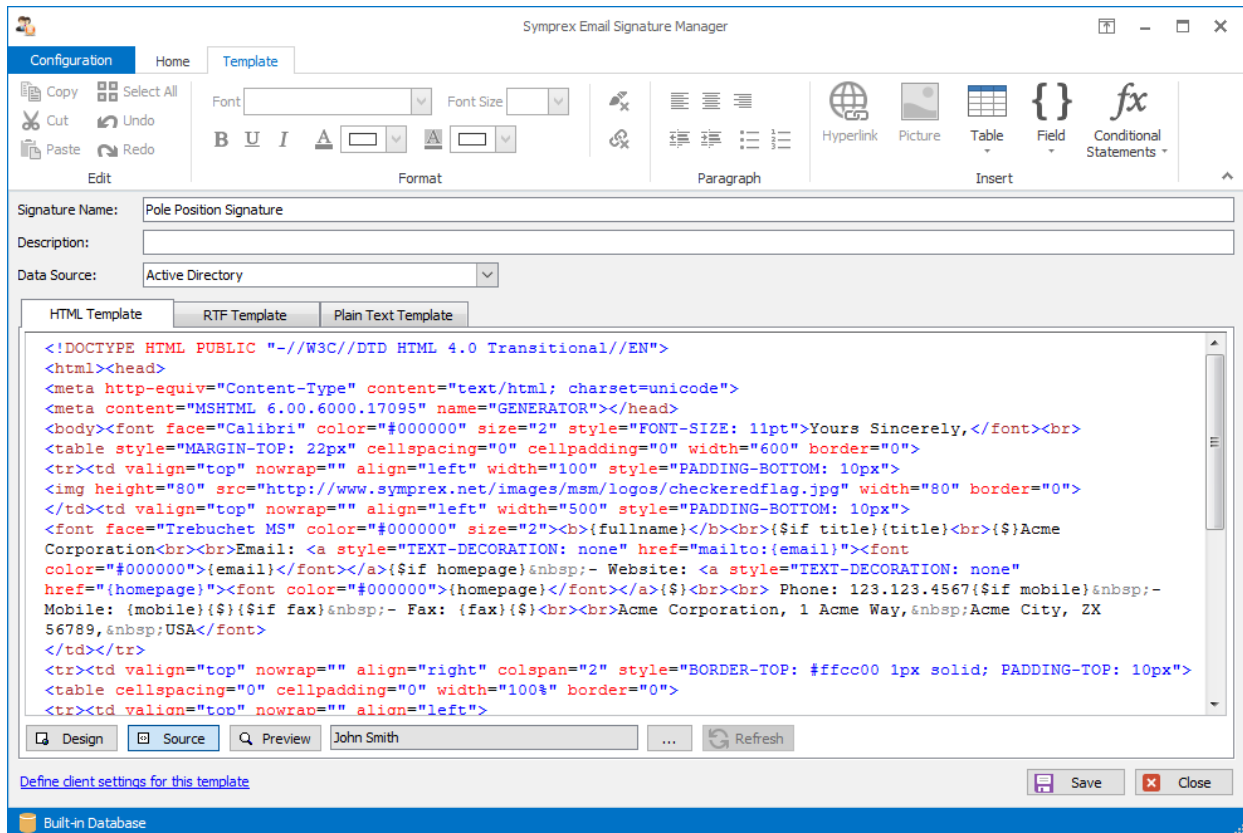 Symprex Email Signature Manager
Configuration Home Template
Copy Select All Font Font Size Hyperlink Picture Table Field Conditional Statements
Cut Undo
Paste Redo B U I A A
Edit Format Paragraph Insert
Signature Name: Pole Position Signature
Description:
Data Source: Active Directory
HTML Template RTF Template Plain Text Template
<!DOCTYPE HTML PUBLIC "-//W3C//DTD HTML 4.0 Transitional//EN">
<html><head>
<meta http-equiv="Content-Type" content="text/html; charset=unicode">
<meta content="MSHTML 6.00.6000.17095" name="GENERATOR"></head>
<body><font face="Calibri" color="#000000" size="2" style="FONT-SIZE: 11pt">Yours Sincerely,</font><br>
<table style="MARGIN-TOP: 22px" cellspacing="0" cellpadding="0" width="600" border="0">
<tr><td valign="top" nowrap="" align="left" width="100" style="PADDING-BOTTOM: 10px">
<img height="80" src="http://www.symprex.net/images/msm/logos/checkeredflag.jpg" width="80" border="0">
</td><td valign="top" nowrap="" align="left" width="500" style="PADDING-BOTTOM: 10px">
<font face="Trebuchet MS" color="#000000" size="2"><b>{fullname}</b><br>{$if title}{title}<br>{$}Acme
Corporation<br><br>Email: <a style="TEXT-DECORATION: none" href="mailto:{email}"><font
color="#000000">{email}</font></a>{$if homepage}&nbsp;- Website: <a style="TEXT-DECORATION: none"
href="{homepage}"><font color="#000000">{homepage}</font></a>{$}<br><br> Phone: 123.123.4567{$if mobile}&nbsp;-
Mobile: {mobile}{$}{$if fax}&nbsp;- Fax: {fax}{$}<br><br>Acme Corporation, 1 Acme Way,&nbsp;Acme City, ZX
56789,&nbsp;USA</font>
</td></tr>
<tr><td valign="top" nowrap="" align="right" colspan="2" style="BORDER-TOP: #ffcc00 1px solid; PADDING-TOP: 10px">
<table cellspacing="0" cellpadding="0" width="100%" border="0">
<tr><td valign="top" nowrap="" align="left">
Design Source Preview John Smith ... Refresh
Define client settings for this template Save Close
Built-in Database